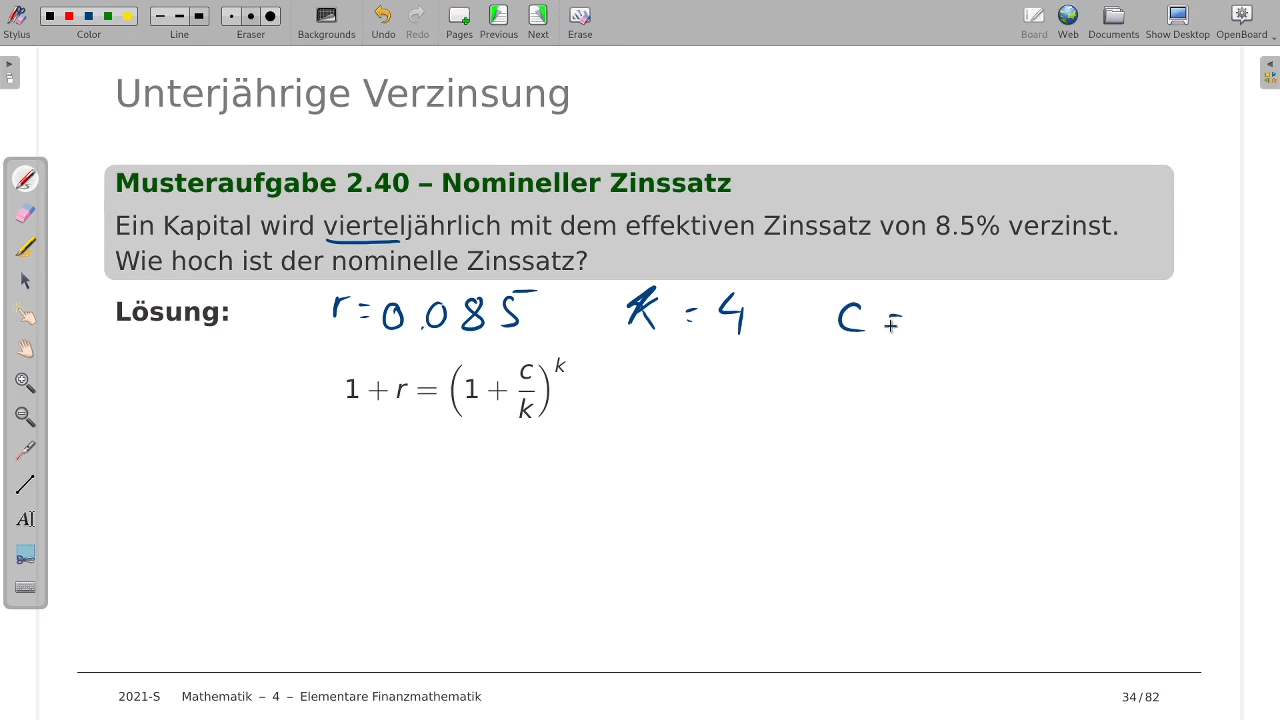 Stylus Color Line Eraser Backgrounds Undo Redo Pages Previous Next Erase Board Web Documents Show Desktop OpenBoard
Unterjährige Verzinsung
Musteraufgabe 2.40 – Nomineller Zinssatz
Ein Kapital wird vierteljährlich mit dem effektiven Zinssatz von 8.5% verzinst.
Wie hoch ist der nominelle Zinssatz?
Lösung: r = 0.085 k = 4 c =
1 + r = (1 + c/k)^k
2021-S Mathematik – 4 – Elementare Finanzmathematik 34/82